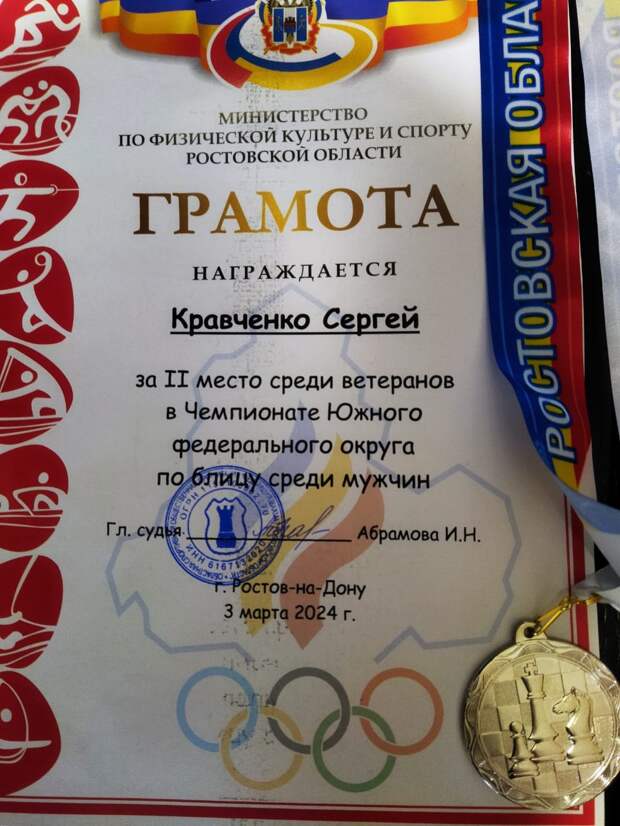 МИНИСТЕРСТВО
ПО ФИЗИЧЕСКОЙ КУЛЬТУРЕ И СПОРТУ
РОСТОВСКОЙ ОБЛАСТИ
ГРАМОТА
НАГРАЖДАЕТСЯ
Кравченко Сергей
за II место среди ветеранов
в Чемпионате Южного
федерального округа
по блицу среди мужчин
Гл. судья Абрамова И.Н.
г. Ростов-на-Дону
3 марта 2024 г.
РОСТОВСКАЯ ОБЛА